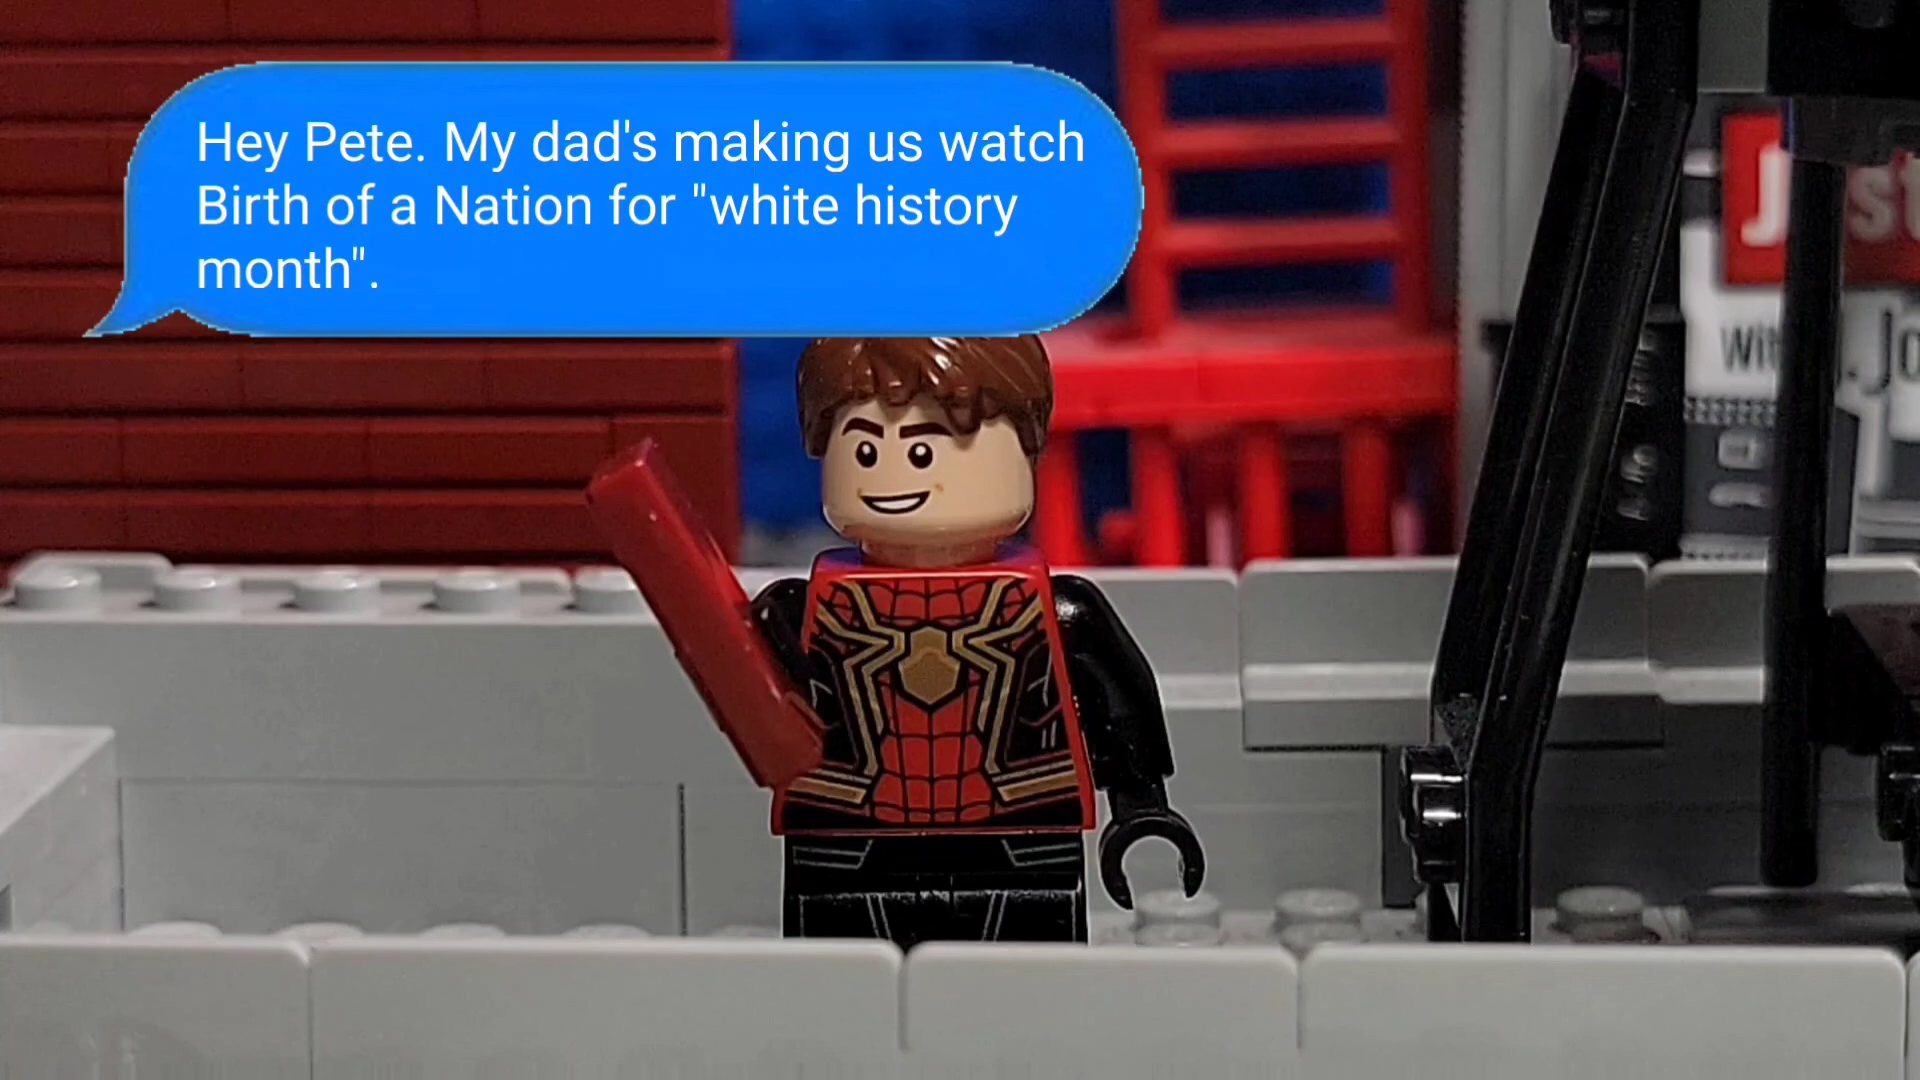 Hey Pete. My dad's making us watch
Birth of a Nation for "white history
month".